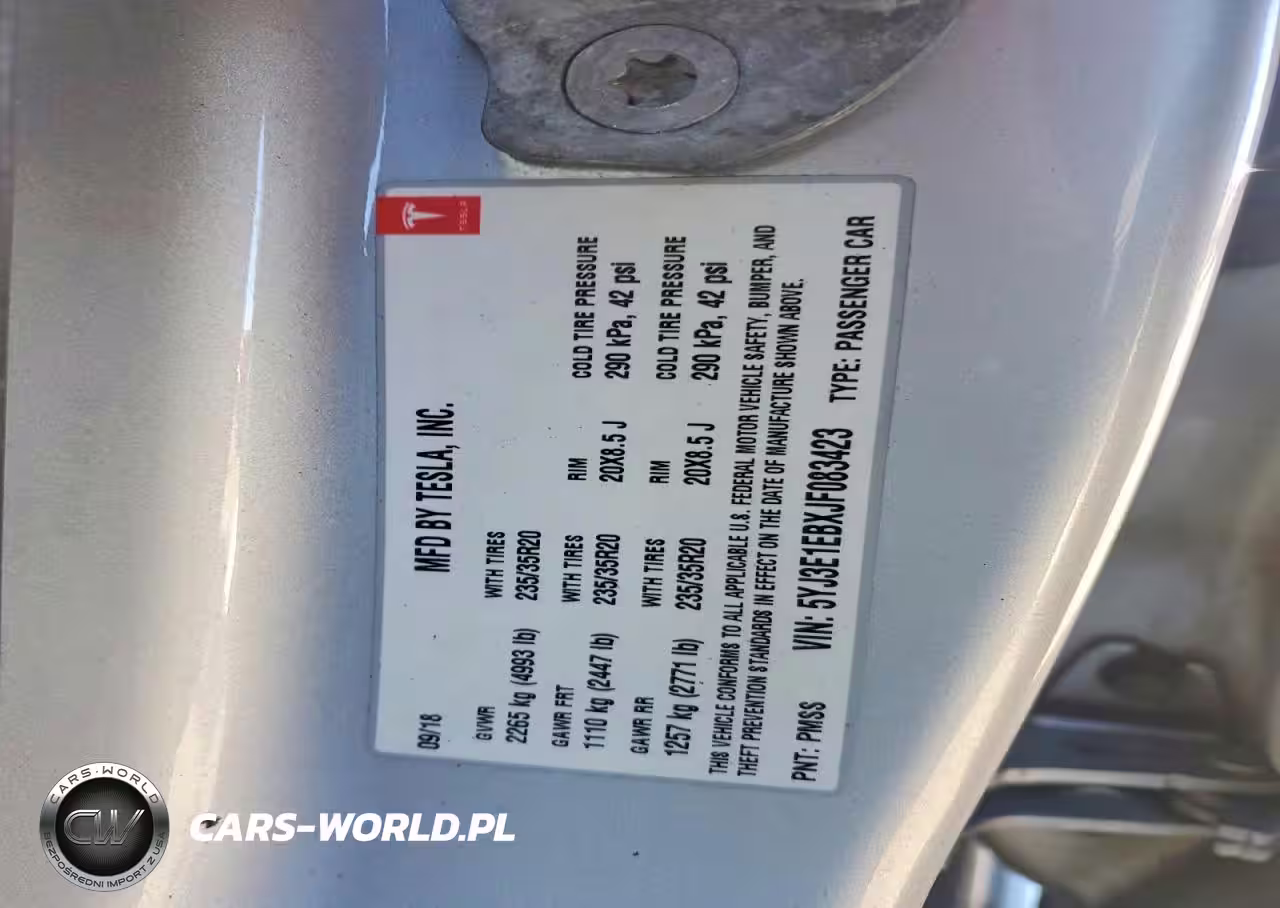 TESLA
MFD BY TESLA, INC.
09/18
GVWR WITH TIRES
2265 kg (4993 lb) 235/35R20
GAWR FRT WITH TIRES RIM COLD TIRE PRESSURE
1110 kg (2447 lb) 235/35R20 20X8.5 J 290 kPa, 42 psi
GAWR RR WITH TIRES RIM COLD TIRE PRESSURE
1257 kg (2771 lb) 235/35R20 20X8.5 J 290 kPa, 42 psi
THIS VEHICLE CONFORMS TO ALL APPLICABLE U.S. FEDERAL MOTOR VEHICLE SAFETY, BUMPER, AND
THEFT PREVENTION STANDARDS IN EFFECT ON THE DATE OF MANUFACTURE SHOWN ABOVE.
PNT: PMSS VIN: 5YJ3E1EBXJF083423 TYPE: PASSENGER CAR
CARS-WORLD
CW
BEZPOŚREDNI IMPORT Z USA
CARS-WORLD.PL